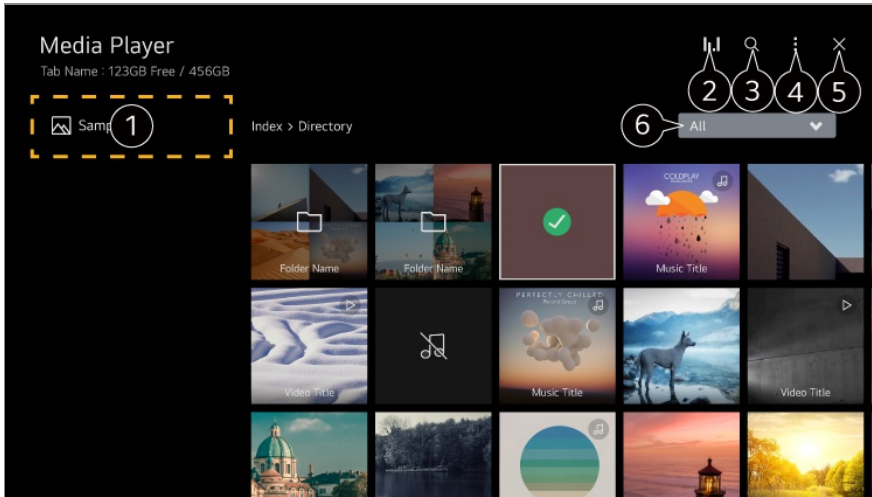 Media Player
Tab Name : 123GB Free / 456GB
2
3
4
5
1
Index > Directory
6
All
Folder Name
Folder Name
COLDPLAY
Music Title
Video Title
PERFECTLY CHILLED
Music Title
Video Title